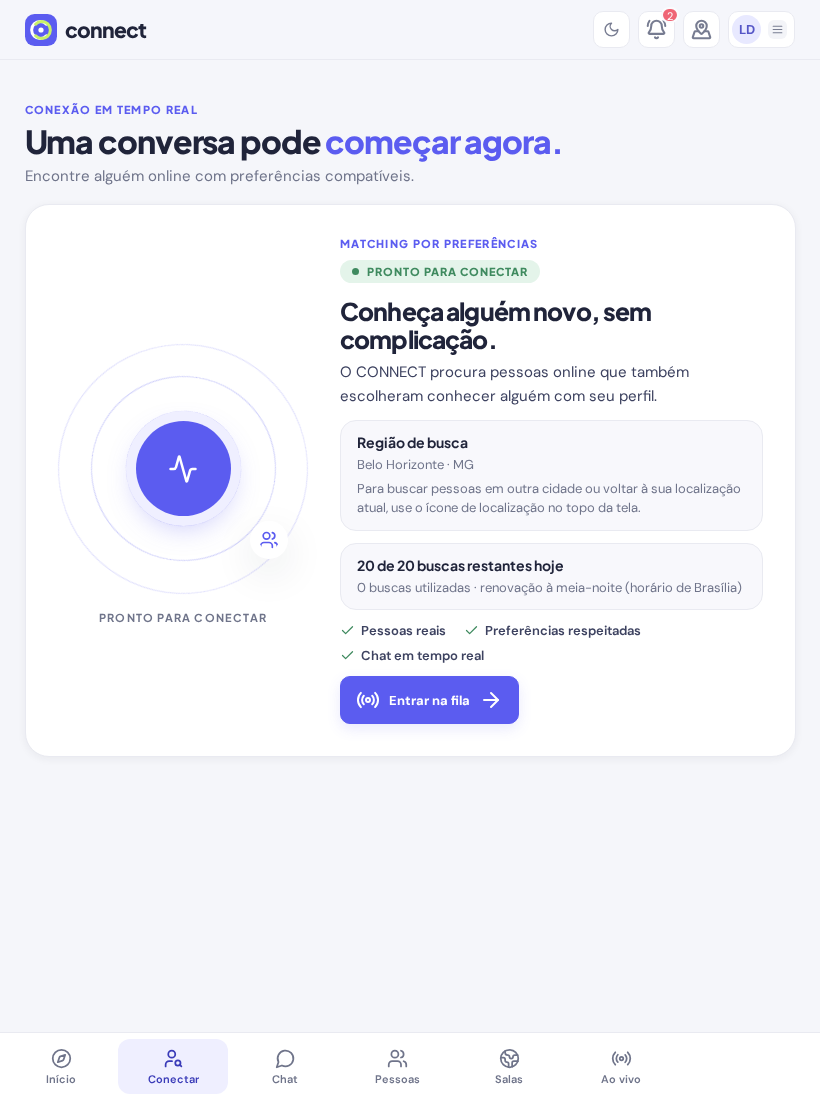 connect
2
LD
CONEXÃO EM TEMPO REAL
Uma conversa pode começar agora.
Encontre alguém online com preferências compatíveis.
MATCHING POR PREFERÊNCIAS
PRONTO PARA CONECTAR
Conheça alguém novo, sem
complicação.
O CONNECT procura pessoas online que também
escolheram conhecer alguém com seu perfil.
Região de busca
Belo Horizonte · MG
Para buscar pessoas em outra cidade ou voltar à sua localização
atual, use o ícone de localização no topo da tela.
20 de 20 buscas restantes hoje
0 buscas utilizadas · renovação à meia-noite (horário de Brasília)
Pessoas reais
Preferências respeitadas
Chat em tempo real
Entrar na fila
PRONTO PARA CONECTAR
Início
Conectar
Chat
Pessoas
Salas
Ao vivo